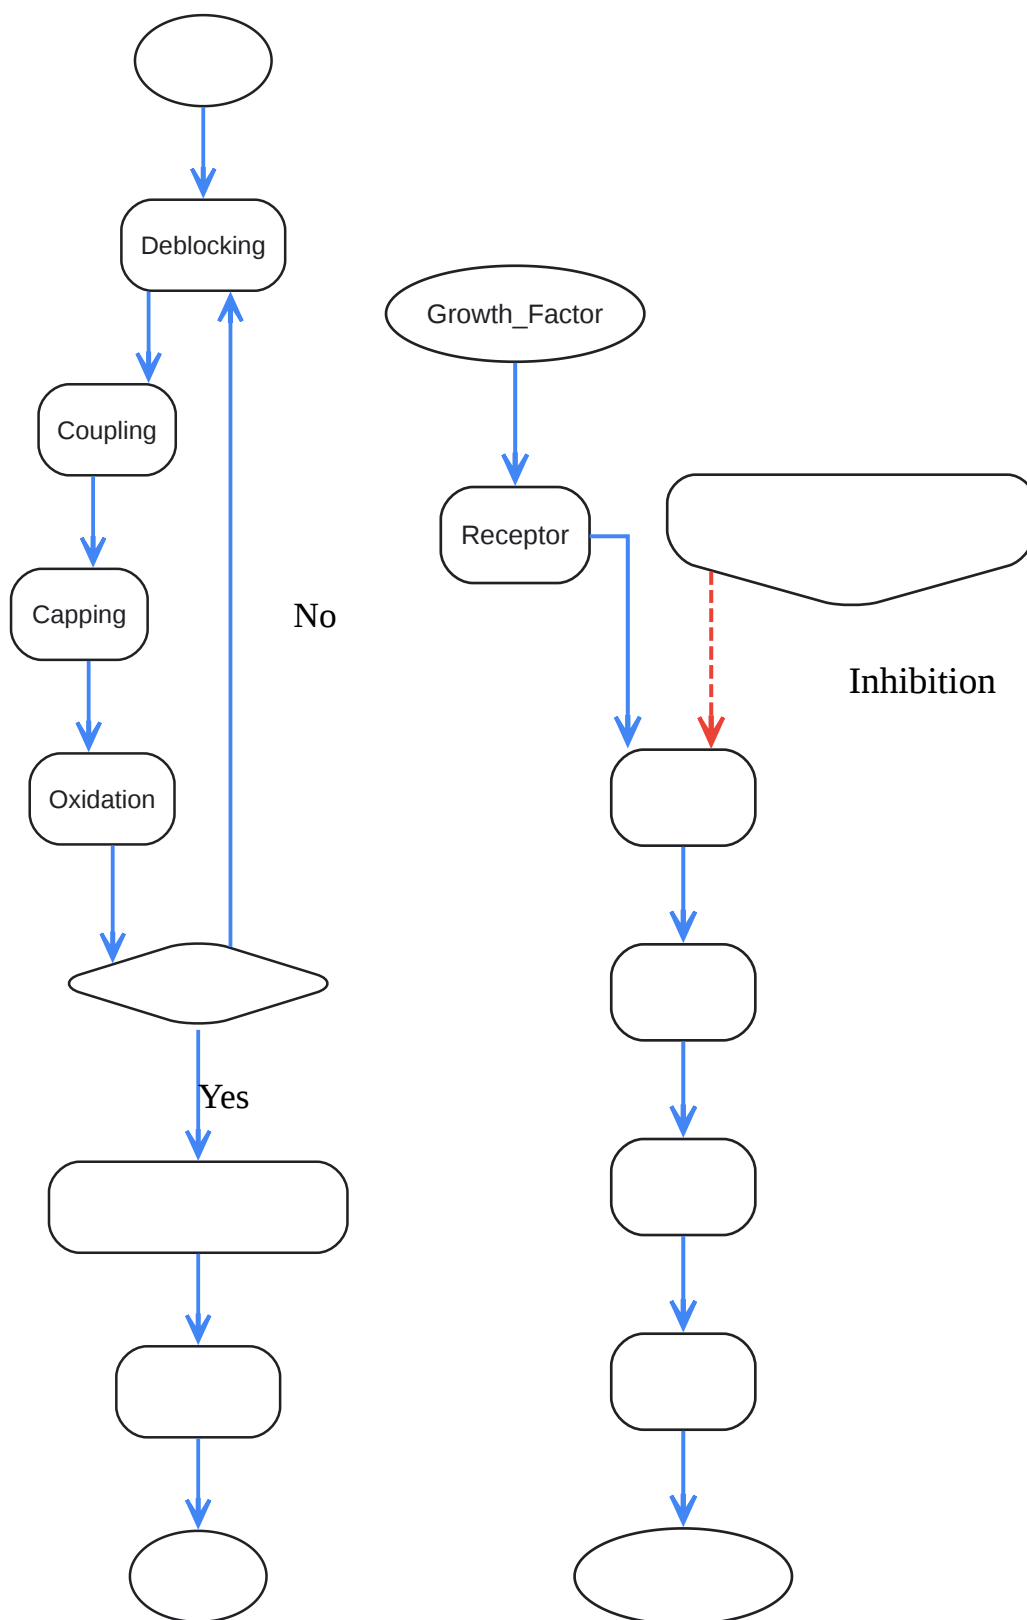 Deblocking
Coupling
Capping
Oxidation
No
Yes
Growth_Factor
Receptor
Inhibition